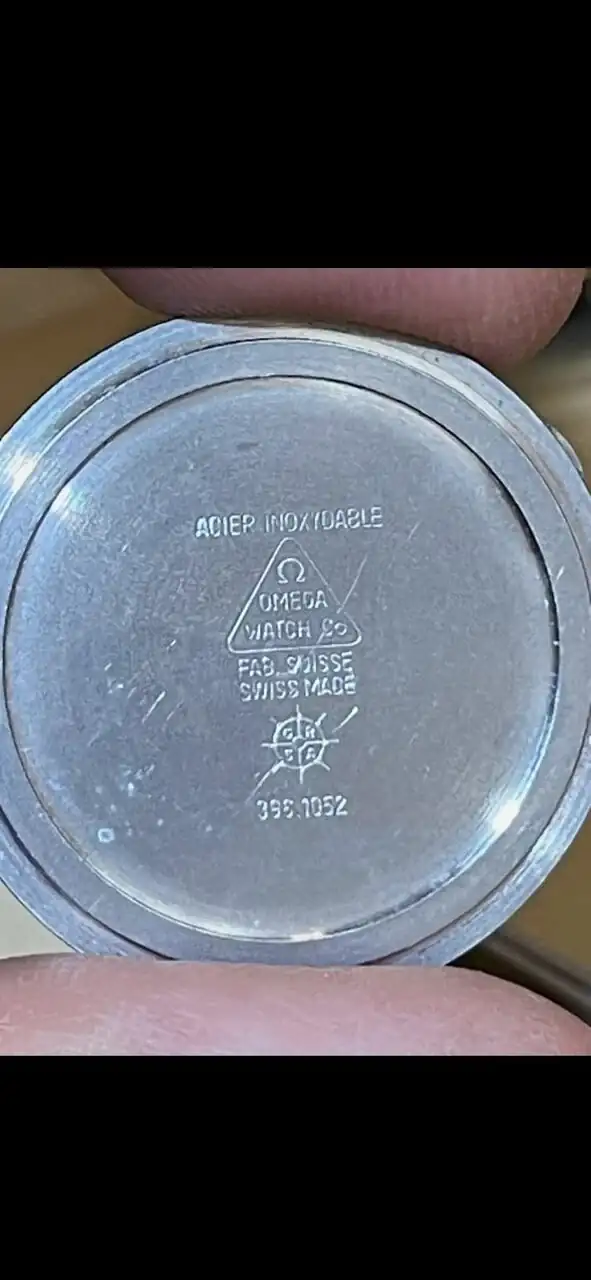 ACIER INOXYDABLE
Ω
OMEGA
WATCH Co
FAB. SUISSE
SWISS MADE
G R
S A
396.1052